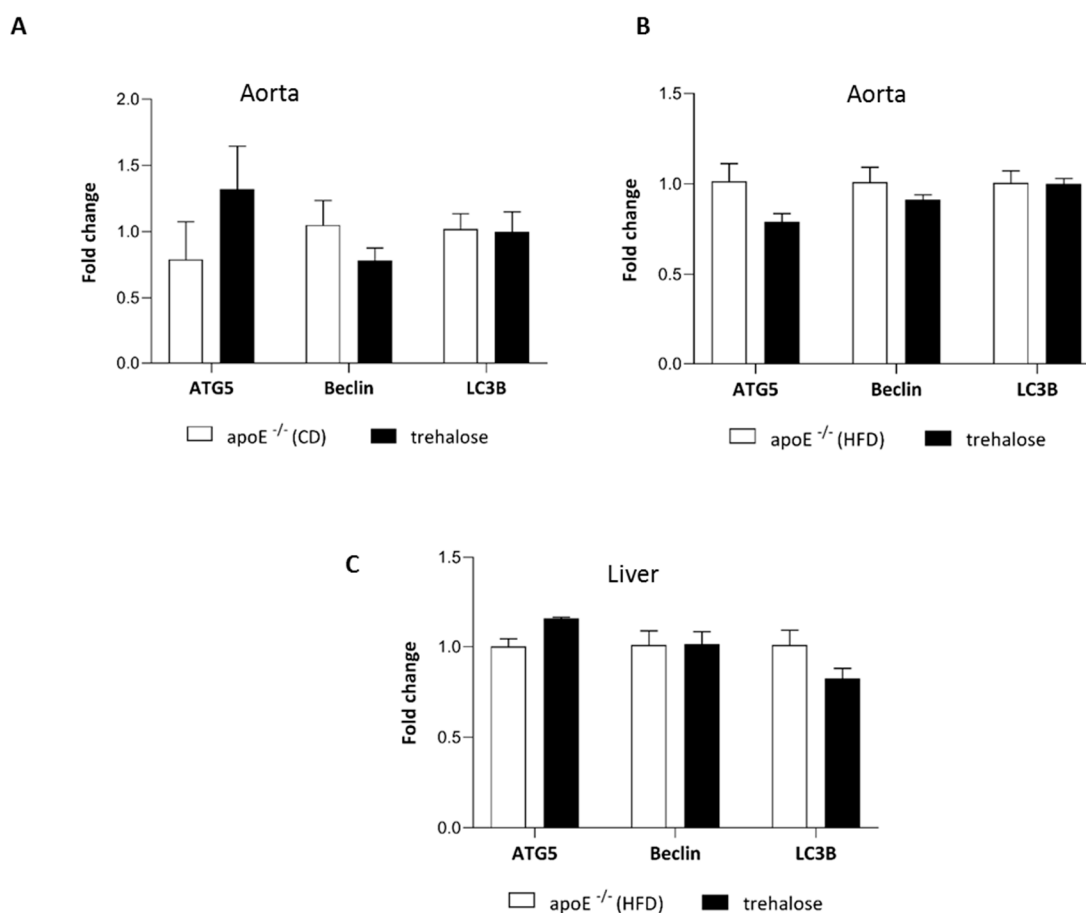 A
Aorta
2.0
1.5
1.0
0.5
0.0
Fold change
ATG5 Beclin LC3B
apoE -/- (CD) trehalose
B
Aorta
1.5
1.0
0.5
0.0
Fold change
ATG5 Beclin LC3B
apoE -/- (HFD) trehalose
C
Liver
1.5
1.0
0.5
0.0
Fold change
ATG5 Beclin LC3B
apoE -/- (HFD) trehalose